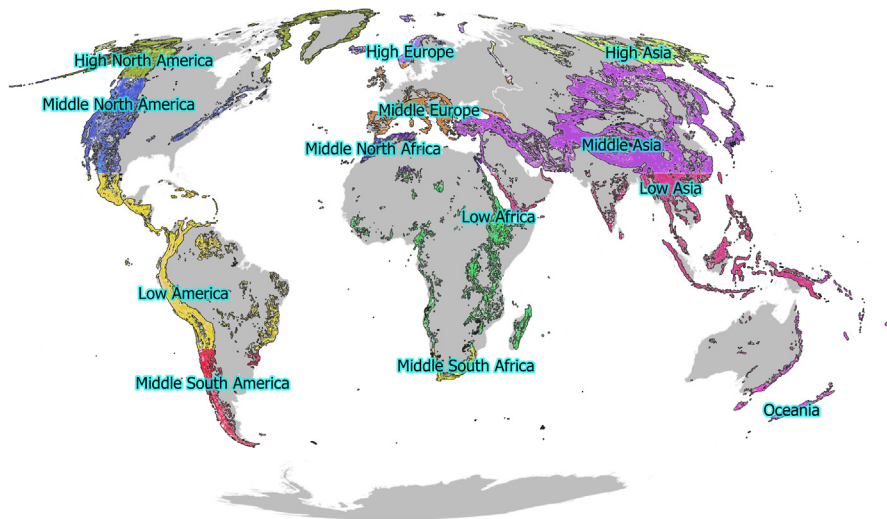 High Europe
High Asia
High North America
Middle North America
Middle Europe
Middle North Africa
Middle Asia
Low Asia
Low Africa
Low America
Middle South Africa
Middle South America
Oceania